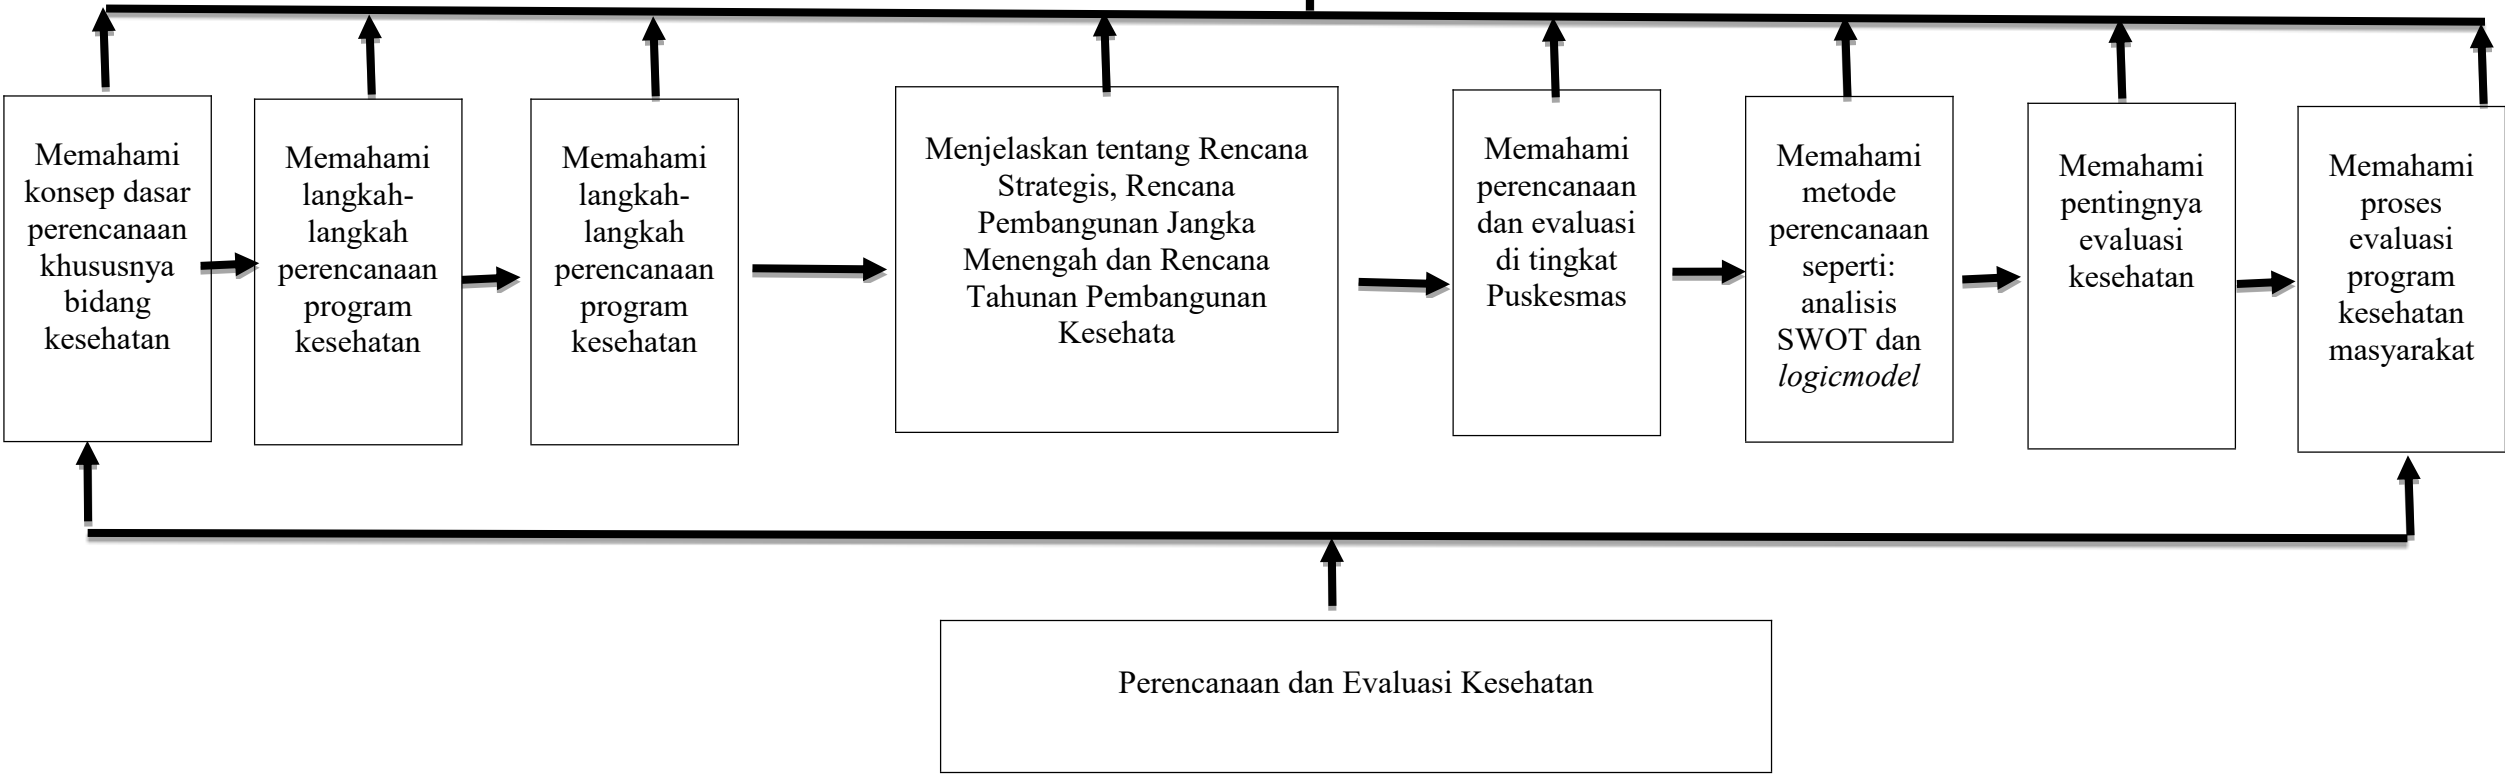 Memahami
konsep dasar
perencanaan
khususnya
bidang
kesehatan
Memahami
langkah-
langkah
perencanaan
program
kesehatan
Memahami
langkah-
langkah
perencanaan
program
kesehatan
Menjelaskan tentang Rencana
Strategis, Rencana
Pembangunan Jangka
Menengah dan Rencana
Tahunan Pembangunan
Kesehata
Memahami
perencanaan
dan evaluasi
di tingkat
Puskesmas
Memahami
metode
perencanaan
seperti:
analisis
SWOT dan
logicmodel
Memahami
pentingnya
evaluasi
kesehatan
Memahami
proses
evaluasi
program
kesehatan
masyarakat
Perencanaan dan Evaluasi Kesehatan